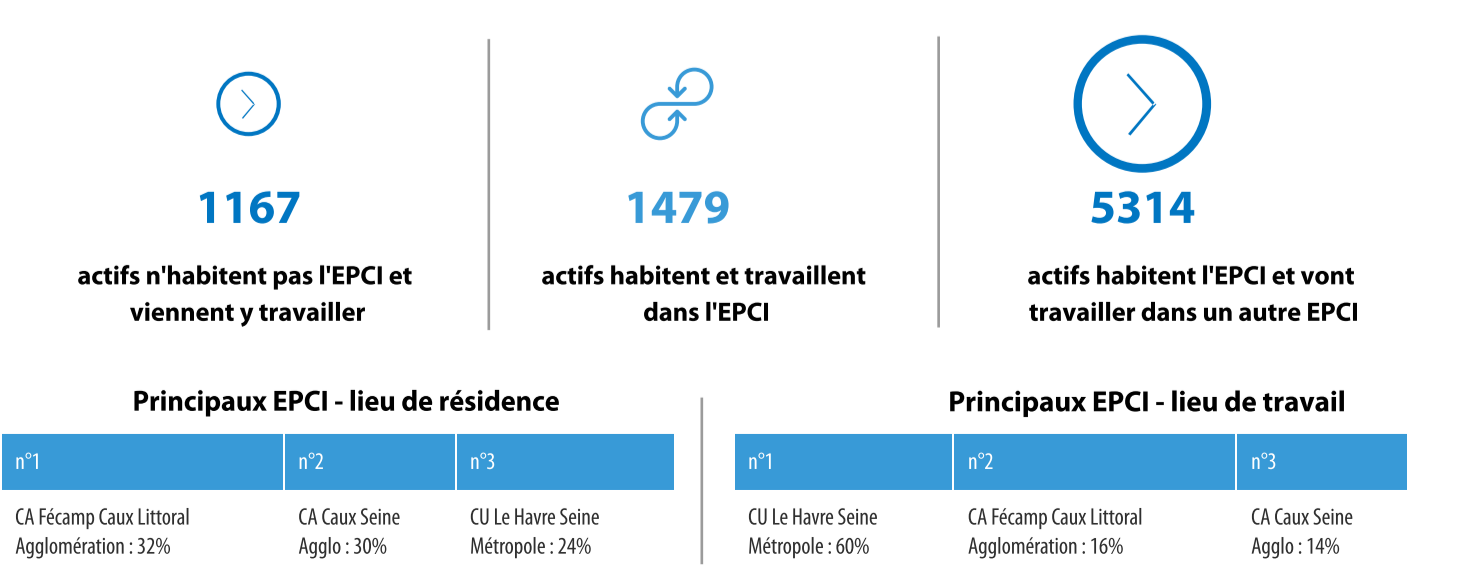 1167
actifs n'habitent pas l'EPCI et
viennent y travailler
1479
actifs habitent et travaillent
dans l'EPCI
5314
actifs habitent l'EPCI et vont
travailler dans un autre EPCI
Principaux EPCI - lieu de résidence
n°1
n°2
n°3
CA Fécamp Caux Littoral
Agglomération : 32%
CA Caux Seine
Agglo : 30%
CU Le Havre Seine
Métropole : 24%
Principaux EPCI - lieu de travail
n°1
n°2
n°3
CU Le Havre Seine
Métropole : 60%
CA Fécamp Caux Littoral
Agglomération : 16%
CA Caux Seine
Agglo : 14%